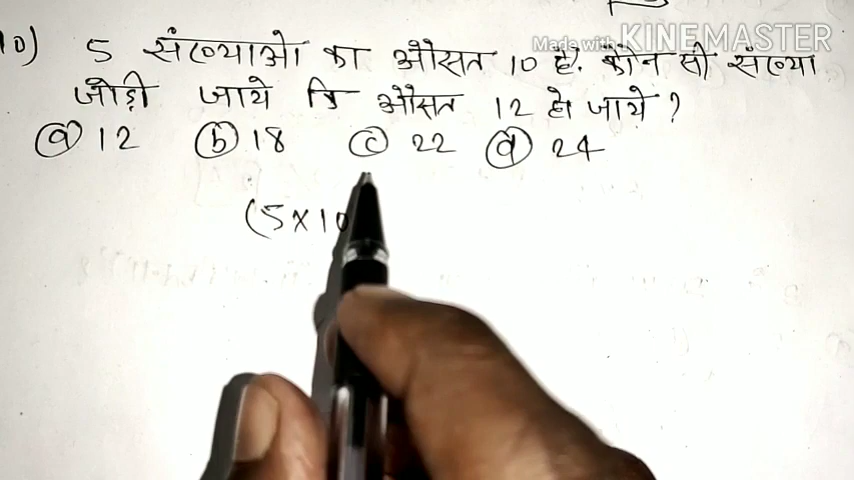 Made with KINEMASTER
10) 5 संख्याओ का औसत 10 है. कौन सी संख्या
जोड़ी जाये कि औसत 12 हो जाये ?
(a) 12 (b) 18 (c) 22 (d) 24
(5×10